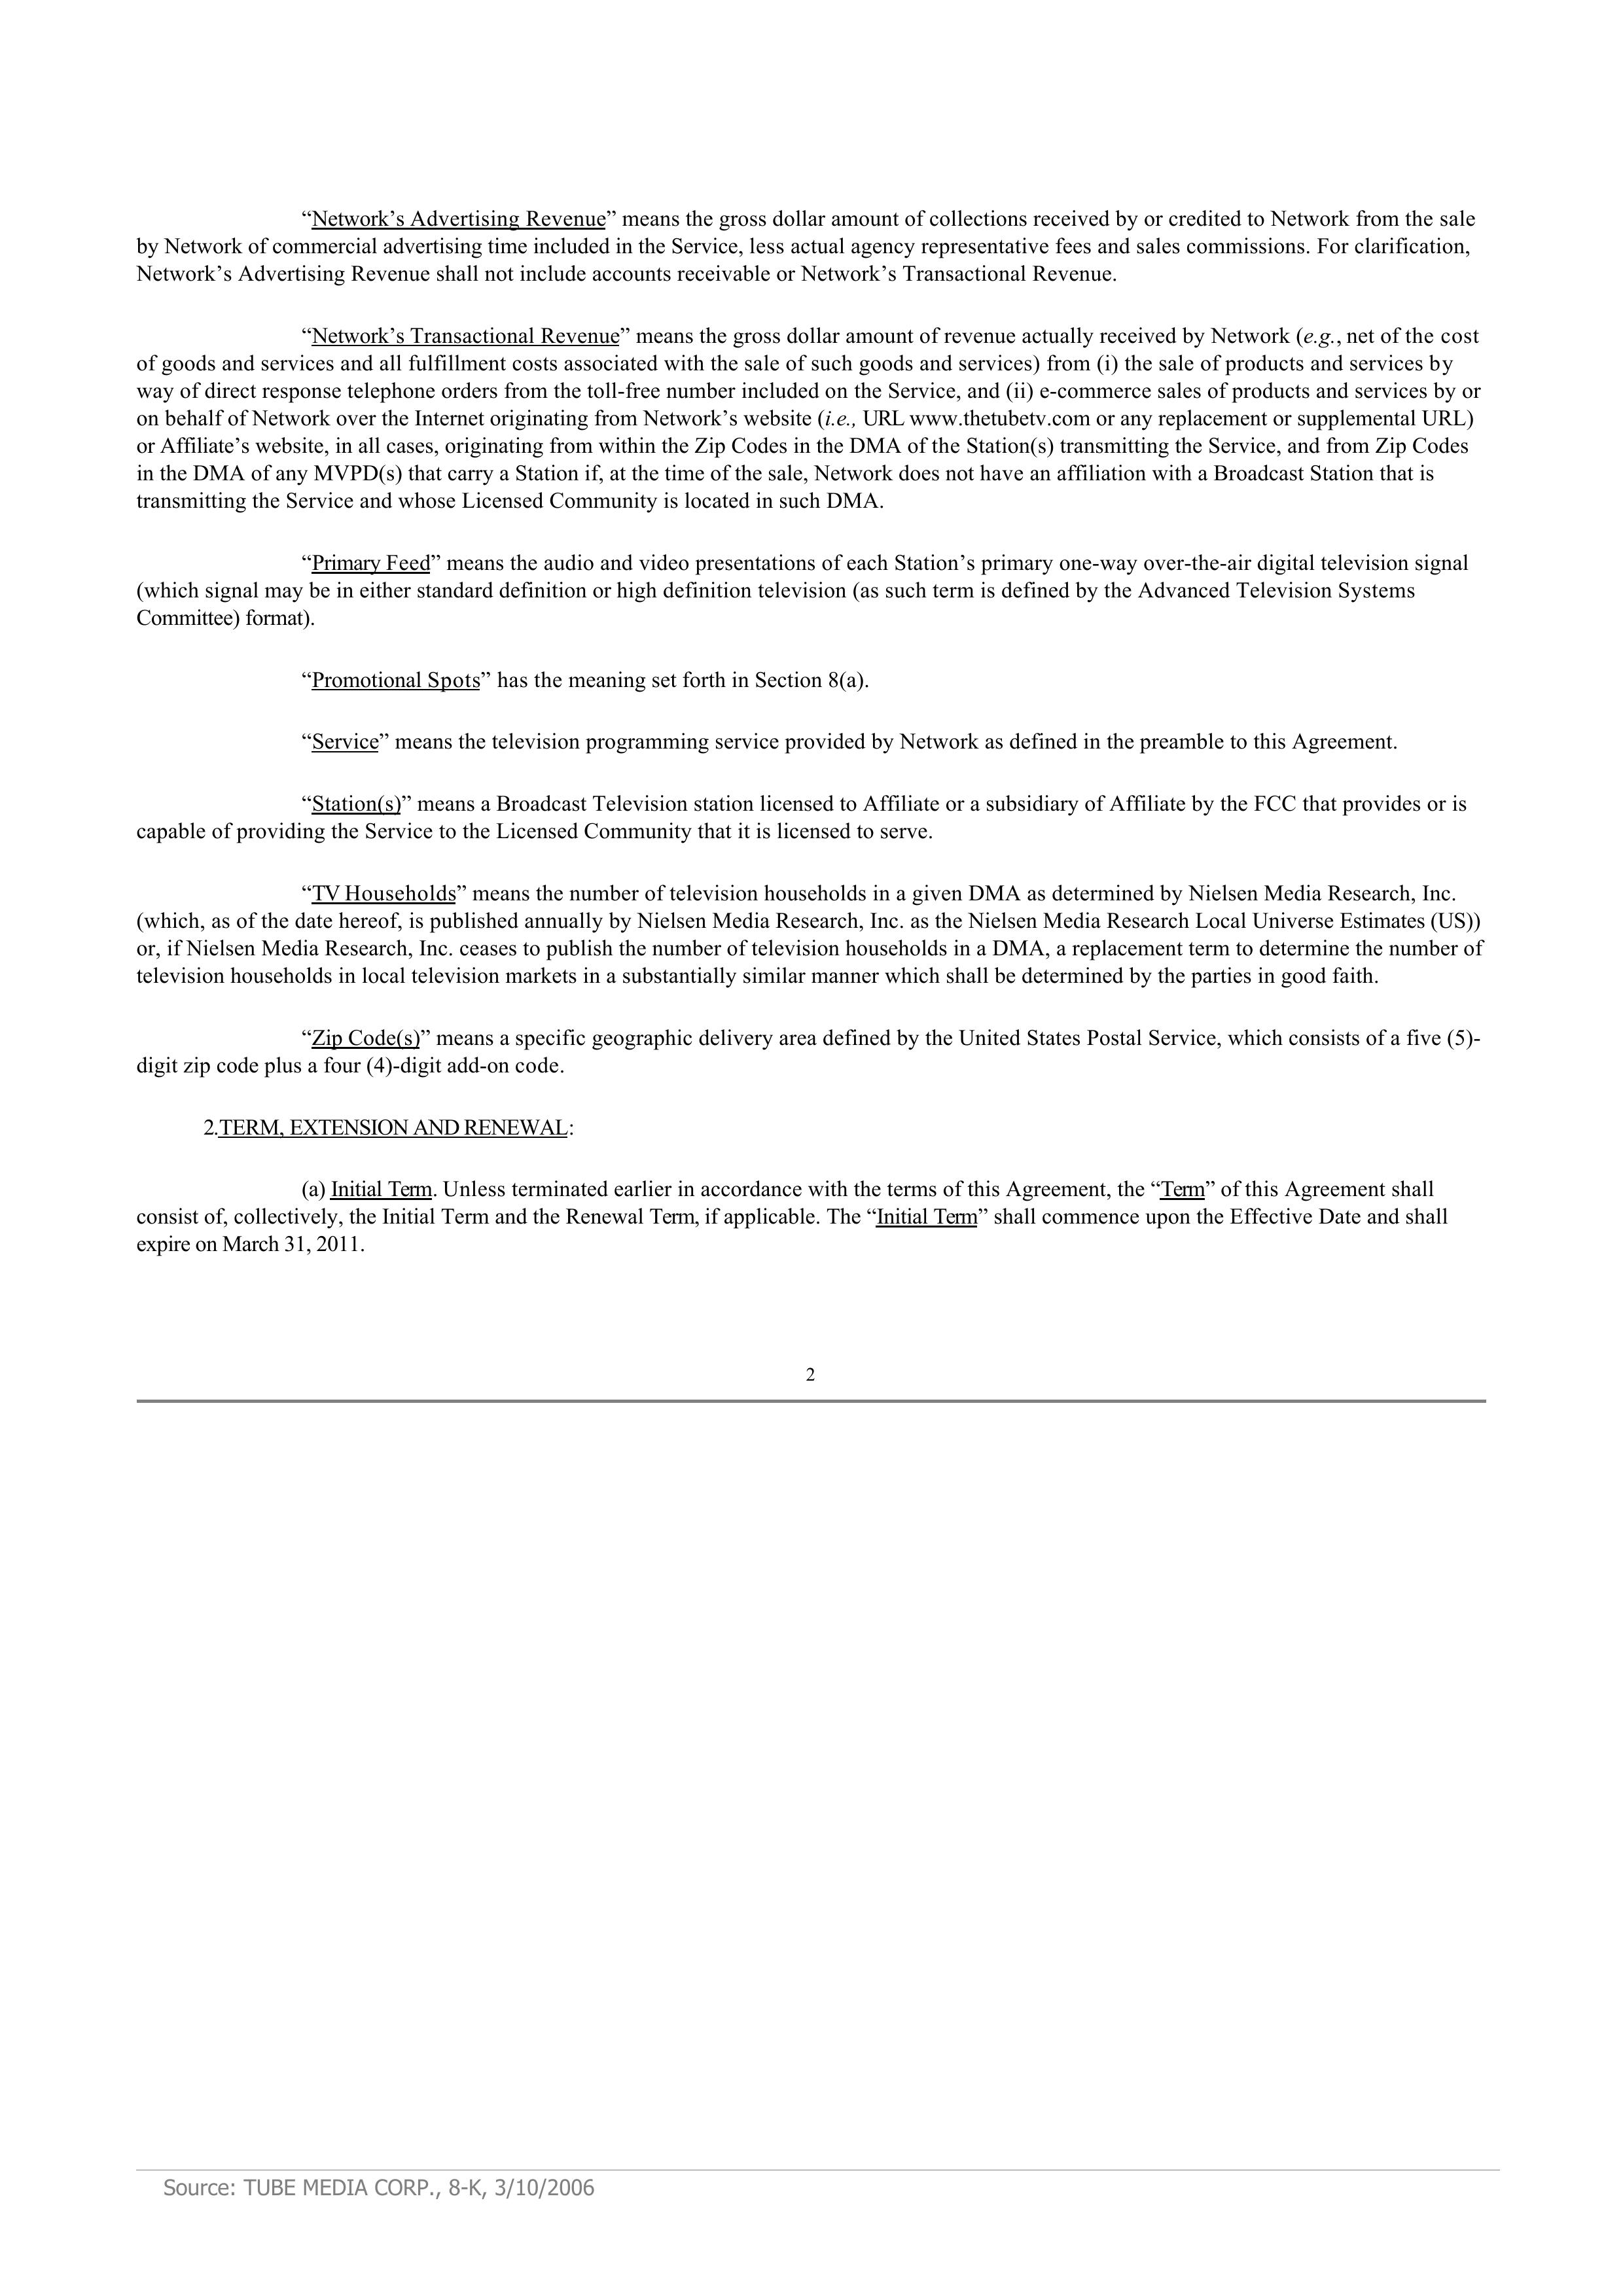 “Network’s Advertising Revenue” means the gross dollar amount of collections received by or credited to Network from the sale
by Network of commercial advertising time included in the Service, less actual agency representative fees and sales commissions. For clarification,
Network’s Advertising Revenue shall not include accounts receivable or Network’s Transactional Revenue.
“Network’s Transactional Revenue” means the gross dollar amount of revenue actually received by Network (e.g., net of the cost
of goods and services and all fulfillment costs associated with the sale of such goods and services) from (i) the sale of products and services by
way of direct response telephone orders from the toll-free number included on the Service, and (ii) e-commerce sales of products and services by or
on behalf of Network over the Internet originating from Network’s website (i.e., URL www.thetubetv.com or any replacement or supplemental URL)
or Affiliate’s website, in all cases, originating from within the Zip Codes in the DMA of the Station(s) transmitting the Service, and from Zip Codes
in the DMA of any MVPD(s) that carry a Station if, at the time of the sale, Network does not have an affiliation with a Broadcast Station that is
transmitting the Service and whose Licensed Community is located in such DMA.
“Primary Feed” means the audio and video presentations of each Station’s primary one-way over-the-air digital television signal
(which signal may be in either standard definition or high definition television (as such term is defined by the Advanced Television Systems
Committee) format).
“Promotional Spots” has the meaning set forth in Section 8(a).
“Service” means the television programming service provided by Network as defined in the preamble to this Agreement.
“Station(s)” means a Broadcast Television station licensed to Affiliate or a subsidiary of Affiliate by the FCC that provides or is
capable of providing the Service to the Licensed Community that it is licensed to serve.
“TV Households” means the number of television households in a given DMA as determined by Nielsen Media Research, Inc.
(which, as of the date hereof, is published annually by Nielsen Media Research, Inc. as the Nielsen Media Research Local Universe Estimates (US))
or, if Nielsen Media Research, Inc. ceases to publish the number of television households in a DMA, a replacement term to determine the number of
television households in local television markets in a substantially similar manner which shall be determined by the parties in good faith.
“Zip Code(s)” means a specific geographic delivery area defined by the United States Postal Service, which consists of a five (5)-
digit zip code plus a four (4)-digit add-on code.
2.TERM, EXTENSION AND RENEWAL:
(a) Initial Term. Unless terminated earlier in accordance with the terms of this Agreement, the “Term” of this Agreement shall
consist of, collectively, the Initial Term and the Renewal Term, if applicable. The “Initial Term” shall commence upon the Effective Date and shall
expire on March 31, 2011.
2
Source: TUBE MEDIA CORP., 8-K, 3/10/2006